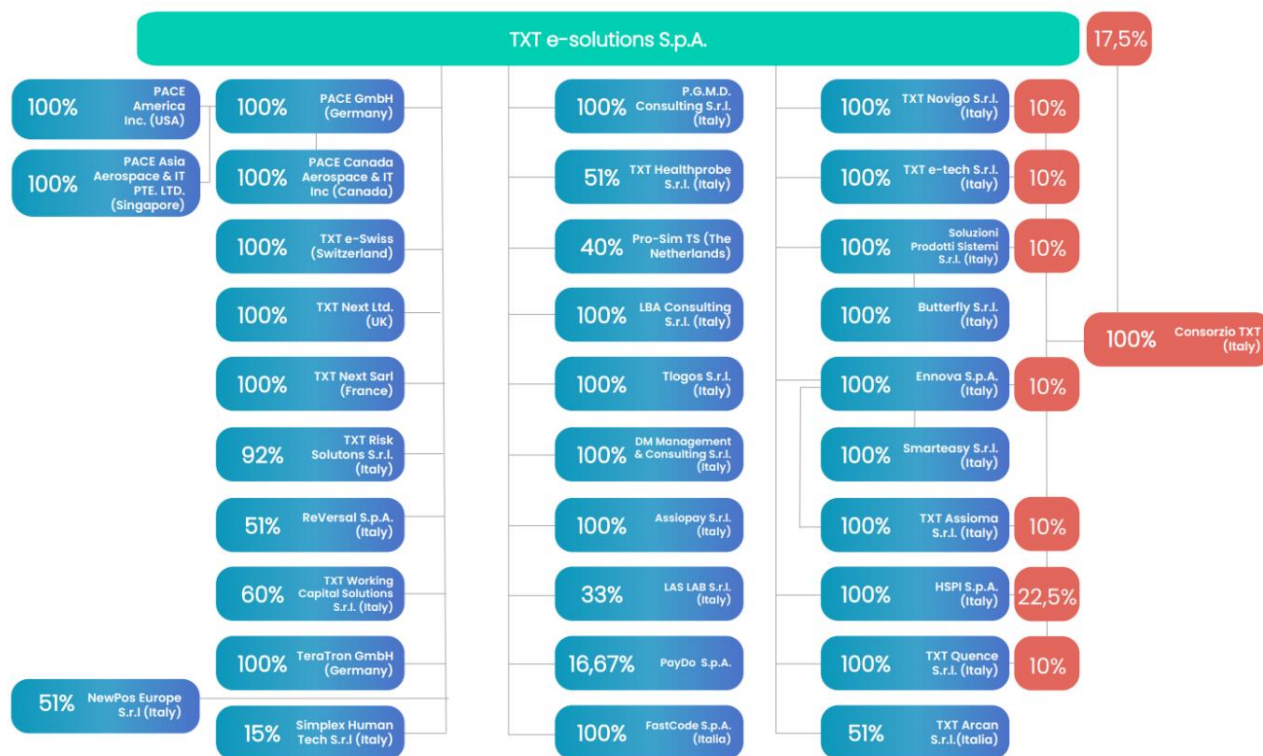 TXT e-solutions S.p.A.
17,5%
100%
PACE
America
Inc. (USA)
100%
PACE Asia
Aerospace & IT
PTE. LTD.
(Singapore)
51%
NewPos Europe
S.r.l (Italy)
100%
PACE GmbH
(Germany)
100%
PACE Canada
Aerospace & IT
Inc (Canada)
100%
TXT e-Swiss
(Switzerland)
100%
TXT Next Ltd.
(UK)
100%
TXT Next Sarl
(France)
92%
TXT Risk
Solutons S.r.l.
(Italy)
51%
ReVersal S.p.A.
(Italy)
60%
TXT Working
Capital Solutions
S.r.l. (Italy)
100%
TeraTron GmbH
(Germany)
15%
Simplex Human
Tech S.r.l (Italy)
100%
P.G.M.D.
Consulting S.r.l.
(Italy)
51%
TXT Healthprobe
S.r.l. (Italy)
40%
Pro-Sim TS (The
Netherlands)
100%
LBA Consulting
S.r.l. (Italy)
100%
Tlogos S.r.l.
(Italy)
100%
DM Management
& Consulting S.r.l.
(Italy)
100%
Assiopay S.r.l.
(Italy)
33%
LAS LAB S.r.l.
(Italy)
16,67%
PayDo S.p.A.
100%
FastCode S.p.A.
(Italia)
100%
TXT Novigo S.r.l.
(Italy)
10%
100%
TXT e-tech S.r.l.
(Italy)
10%
100%
Soluzioni
Prodotti Sistemi
S.r.l. (Italy)
10%
100%
Butterfly S.r.l.
(Italy)
100%
Ennova S.p.A.
(Italy)
10%
100%
Smarteasy S.r.l.
(Italy)
100%
TXT Assioma
S.r.l. (Italy)
10%
100%
HSPI S.p.A.
(Italy)
22,5%
100%
TXT Quence
S.r.l. (Italy)
10%
51%
TXT Arcan
S.r.l.(Italia)
100%
Consorzio TXT
(Italy)